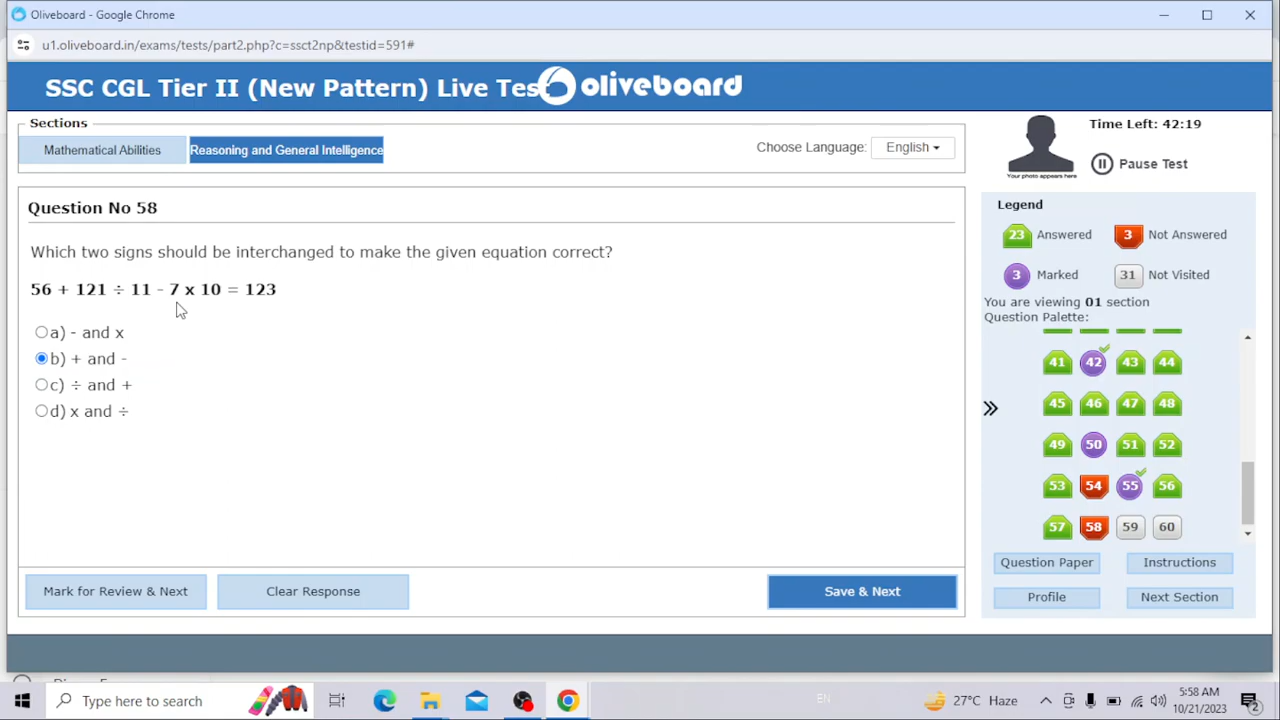 Oliveboard - Google Chrome
u1.oliveboard.in/exams/tests/part2.php?c=ssct2np&testid=591#
SSC CGL Tier II (New Pattern) Live Tes
oliveboard
Sections
Mathematical Abilities
Reasoning and General Intelligence
Choose Language:
English
Your photo appears here
Time Left: 42:19
Pause Test
Question No 58
Which two signs should be interchanged to make the given equation correct?
56 + 121 ÷ 11 - 7 x 10 = 123
a) - and x
b) + and -
c) ÷ and +
d) x and ÷
Mark for Review & Next
Clear Response
Save & Next
Legend
23 Answered
3 Not Answered
3 Marked
31 Not Visited
You are viewing 01 section
Question Palette:
41 42 43 44
45 46 47 48
49 50 51 52
53 54 55 56
57 58 59 60
Question Paper
Instructions
Profile
Next Section
Type here to search
EN
27°C Haze
5:58 AM
10/21/2023
2